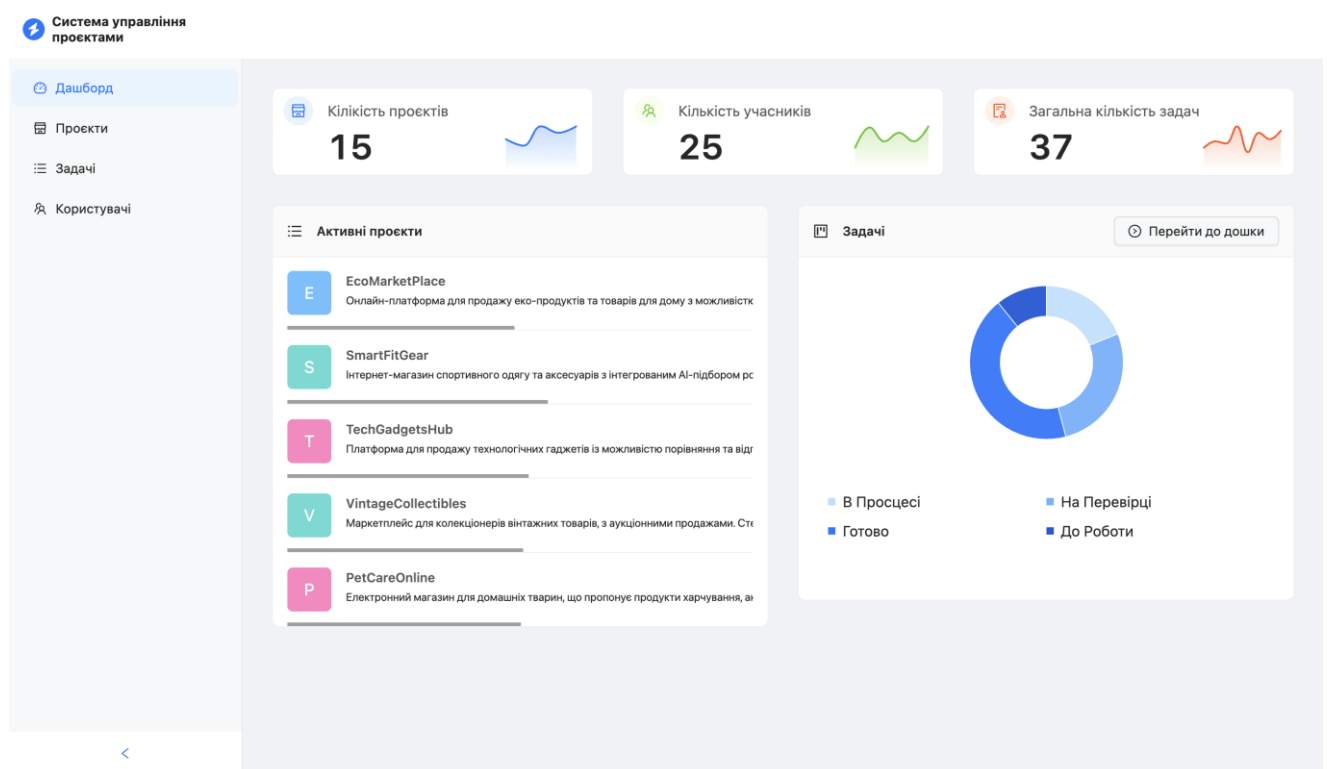 Система управління
проєктами
Дашборд
Проєкти
Задачі
Користувачі
Кілікість проєктів
15
Кількість учасників
25
Загальна кількість задач
37
Активні проєкти
E
EcoMarketPlace
Онлайн-платформа для продажу еко-продуктів та товарів для дому з можливістк
S
SmartFitGear
Інтернет-магазин спортивного одягу та аксесуарів з інтегрованим AI-підбором рс
T
TechGadgetsHub
Платформа для продажу технологічних гаджетів із можливістю порівняння та відг
V
VintageCollectibles
Маркетплейс для колекціонерів вінтажних товарів, з аукціонними продажами. Сте
P
PetCareOnline
Електронний магазин для домашніх тварин, що пропонує продукти харчування, ак
Задачі
Перейти до дошки
В Просцесі
На Перевірці
Готово
До Роботи